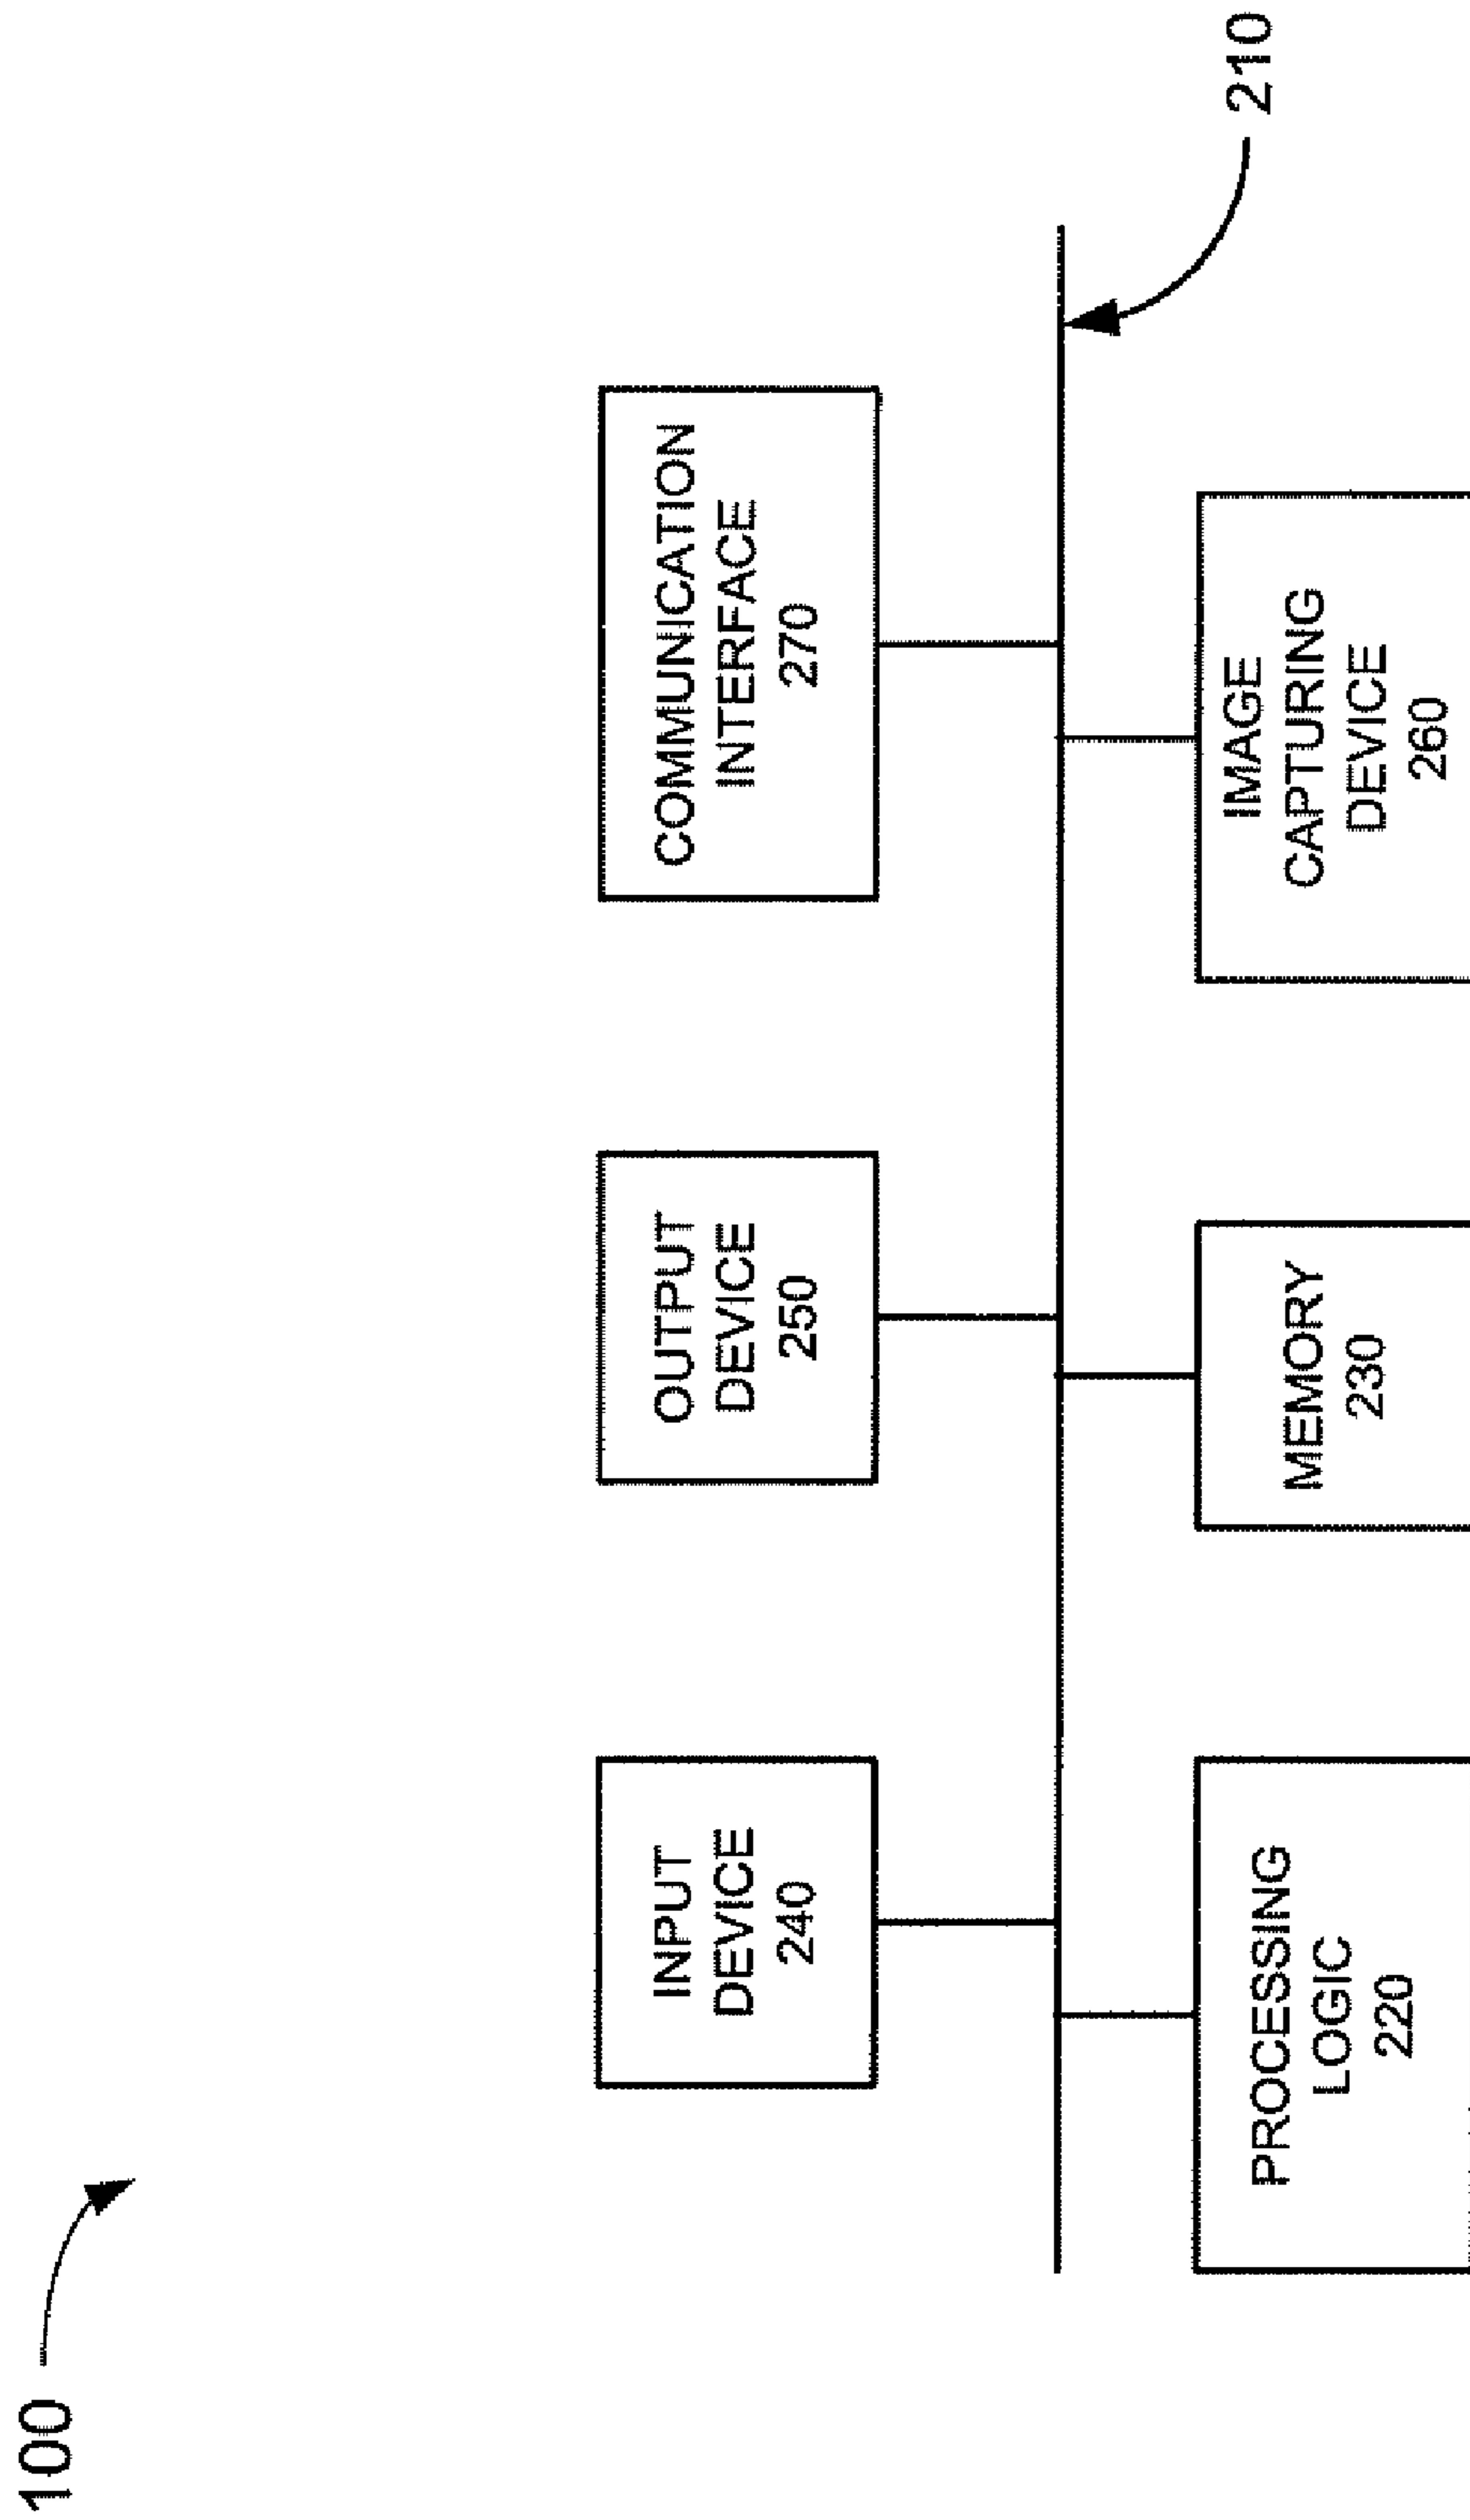 100
INPUT
DEVICE
240
OUTPUT
DEVICE
250
COMMUNICATION
INTERFACE
270
210
PROCESSING
LOGIC
220
MEMORY
230
IMAGE
CAPTURING
DEVICE
260